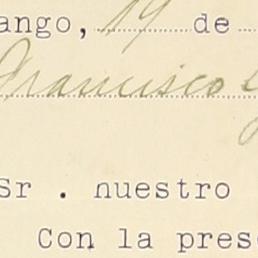 ango, 19 de
Francisco G
Sr . nuestro
Con la prese